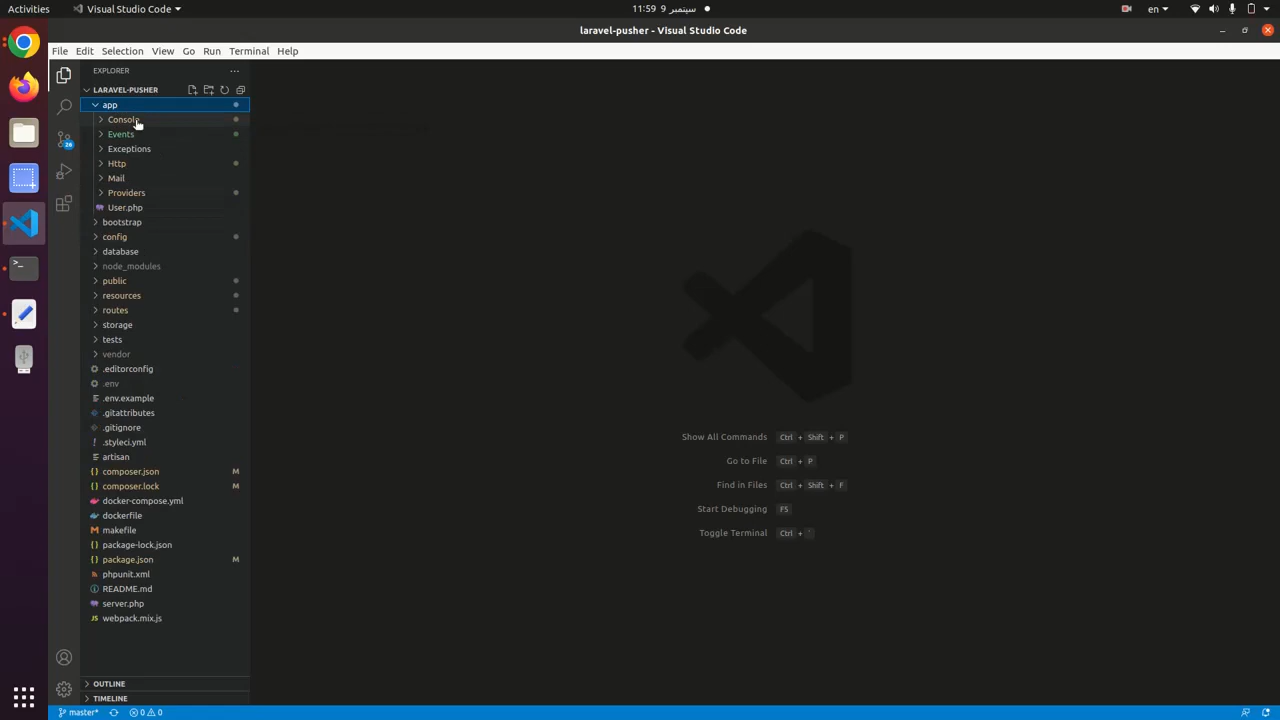 Activities
Visual Studio Code
11:59 9 سپتمبر
en
laravel-pusher - Visual Studio Code
File Edit Selection View Go Run Terminal Help
EXPLORER
LARAVEL-PUSHER
app
Console
Events
Exceptions
Http
Mail
Providers
User.php
bootstrap
config
database
node_modules
public
resources
routes
storage
tests
vendor
.editorconfig
.env
.env.example
.gitattributes
.gitignore
.styleci.yml
artisan
composer.json M
composer.lock M
docker-compose.yml
dockerfile
makefile
package-lock.json
package.json M
phpunit.xml
README.md
server.php
webpack.mix.js
OUTLINE
TIMELINE
26
Show All Commands Ctrl + Shift + P
Go to File Ctrl + P
Find in Files Ctrl + Shift + F
Start Debugging F5
Toggle Terminal Ctrl + `
master* 0 0